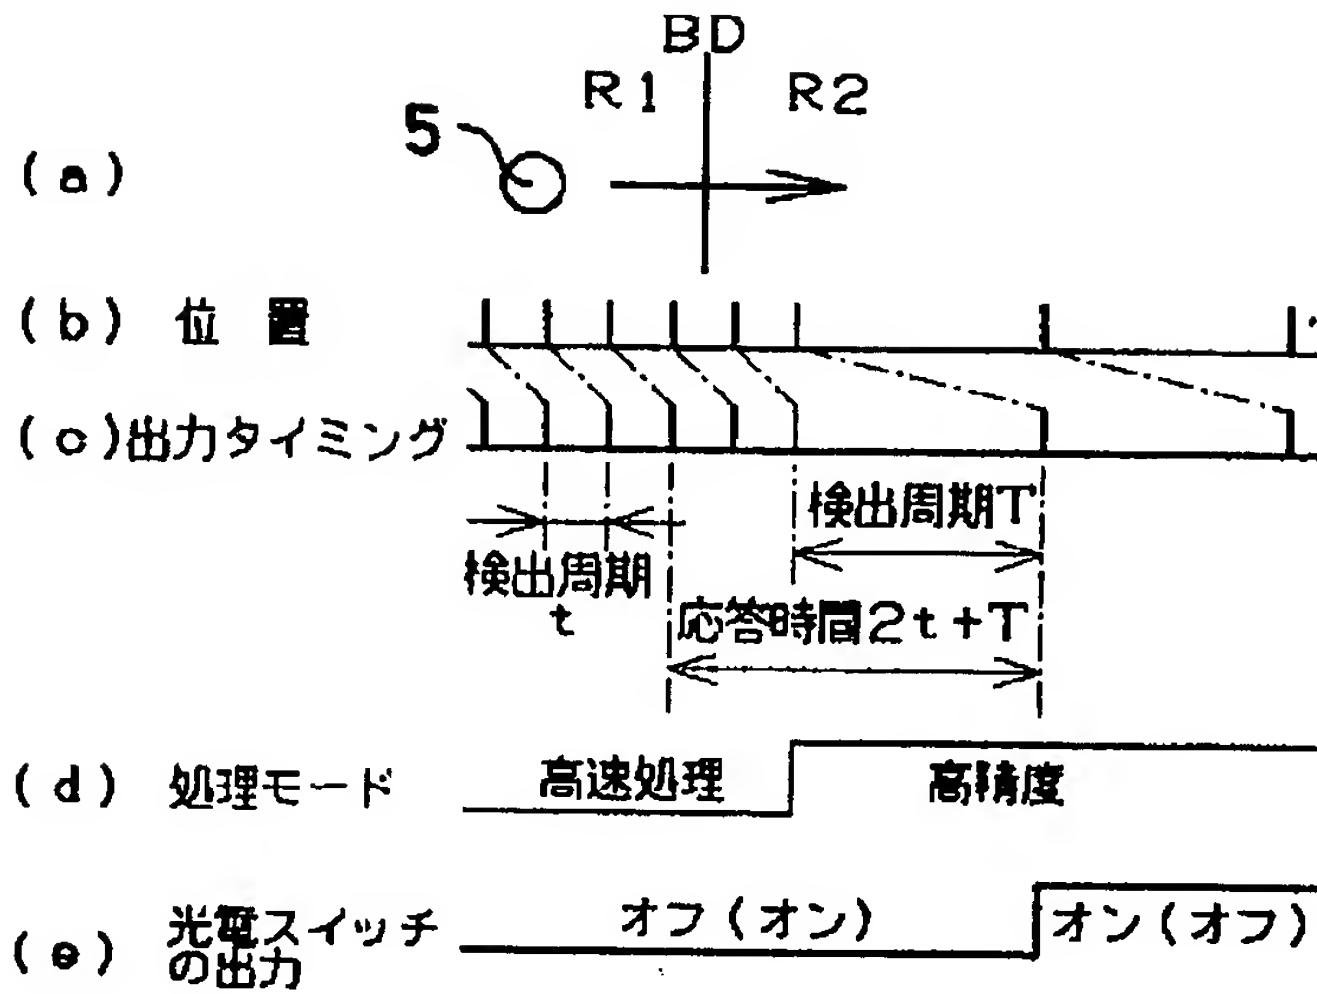 BD
R1 R2
5
(a)
(b) 位 置
(c)出力タイミング
検出周期T
検出周期
t
応答時間2t+T
(d) 処理モード
高速処理 高精度
光電スイッチ
(e) オフ(オン) オン(オフ)
の出力